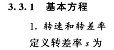 3.3.1 基本方程
1. 转速和转差率
定义转差率 s 为